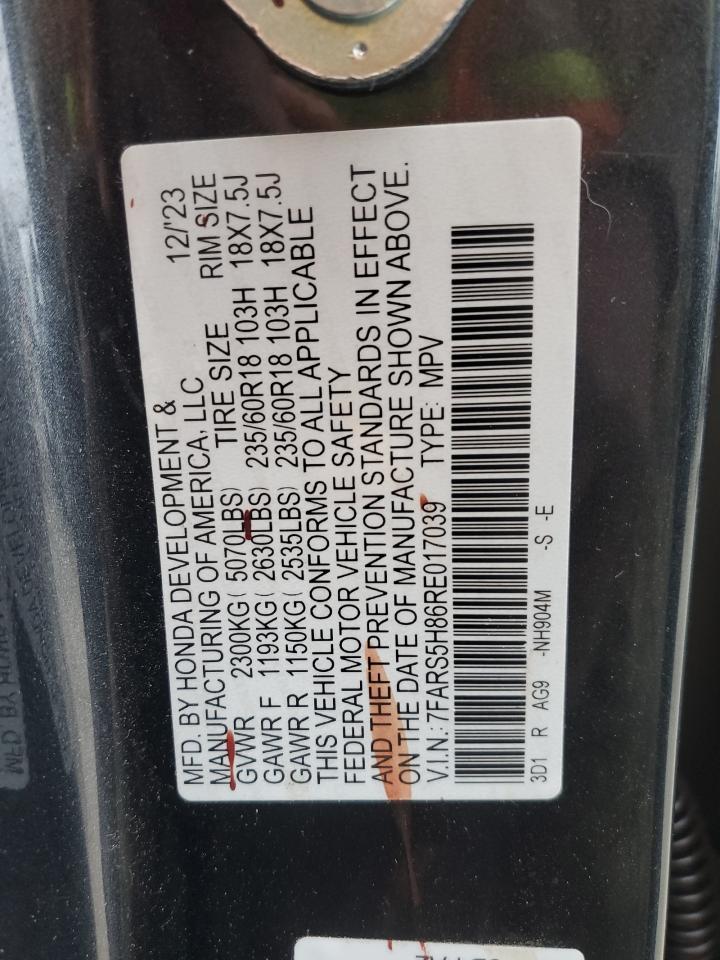 MFD. BY HONDA DEVELOPMENT &
MANUFACTURING OF AMERICA, LLC 12/'23
GVWR 2300KG( 5070LBS) TIRE SIZE RIM SIZE
GAWR F 1193KG( 2630LBS) 235/60R18 103H 18X7.5J
GAWR R 1150KG( 2535LBS) 235/60R18 103H 18X7.5J
THIS VEHICLE CONFORMS TO ALL APPLICABLE
FEDERAL MOTOR VEHICLE SAFETY
AND THEFT PREVENTION STANDARDS IN EFFECT
ON THE DATE OF MANUFACTURE SHOWN ABOVE.
V.I.N.: 7FARS5H86RE017039 TYPE: MPV
3D1 R AG9 -NH904M -S -E